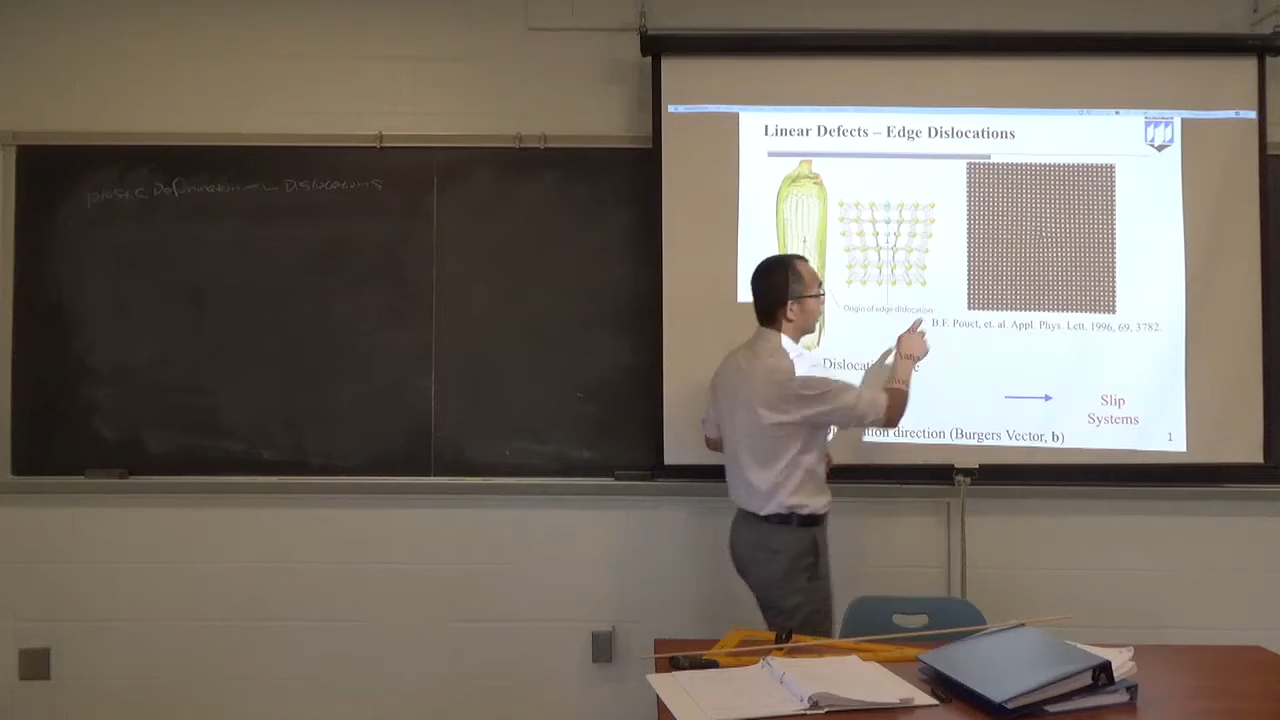 plastic Deformation ~ Dislocations
Linear Defects – Edge Dislocations
Origin of edge dislocation
B.F. Pouct, et. al. Appl. Phys. Lett, 1996, 69, 3782.
Slip
Systems
direction (Burgers Vector, b)
1